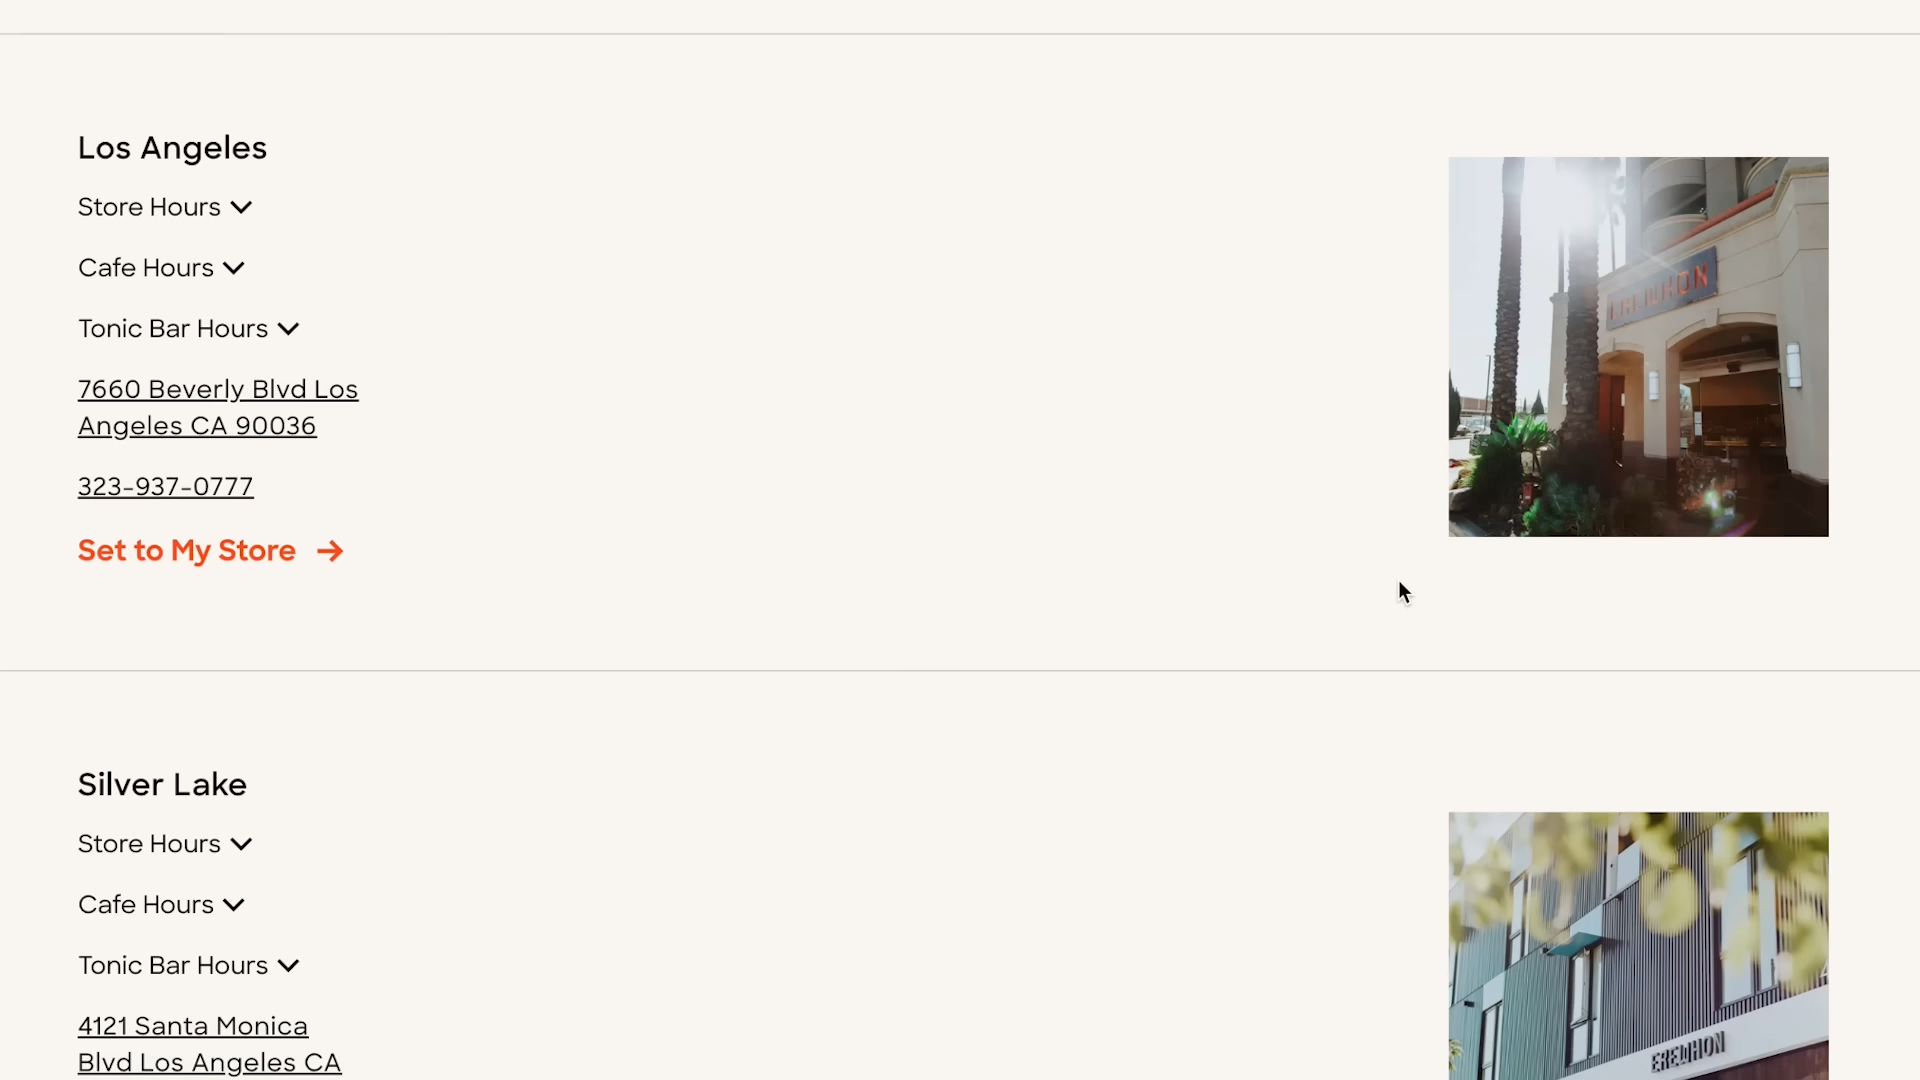 Los Angeles
Store Hours
Cafe Hours
Tonic Bar Hours
7660 Beverly Blvd Los
Angeles CA 90036
323-937-0777
Set to My Store
EREWHON
Silver Lake
Store Hours
Cafe Hours
Tonic Bar Hours
4121 Santa Monica
Blvd Los Angeles CA
EREWHON